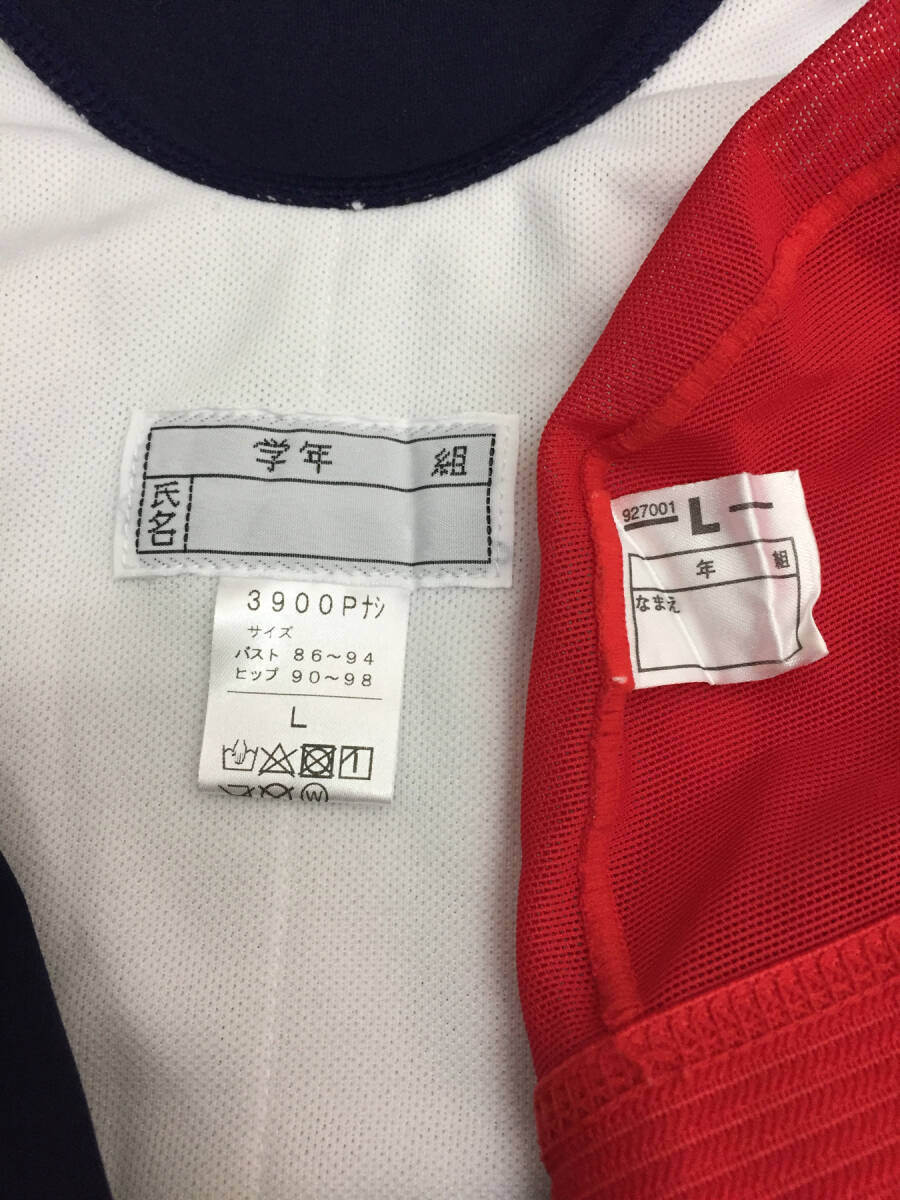 学年 組
氏名
3900Pナシ
サイズ
バスト 86～94
ヒップ 90～98
L
W
927001 L
年 組
なまえ